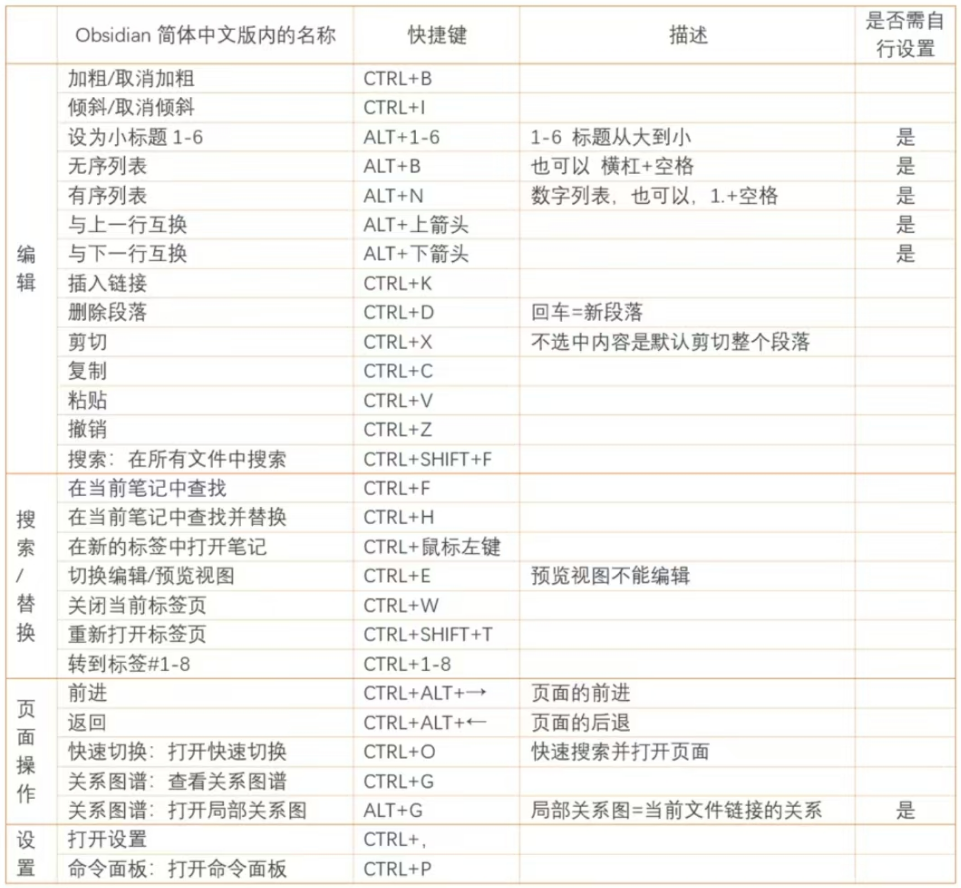 Obsidian 简体中文版内的名称 快捷键 描述 是否需自行设置
编辑
加粗/取消加粗 CTRL+B
倾斜/取消倾斜 CTRL+I
设为小标题 1-6 ALT+1-6 1-6 标题从大到小 是
无序列表 ALT+B 也可以 横杠+空格 是
有序列表 ALT+N 数字列表，也可以，1.+空格 是
与上一行互换 ALT+上箭头 是
与下一行互换 ALT+下箭头 是
插入链接 CTRL+K
删除段落 CTRL+D 回车=新段落
剪切 CTRL+X 不选中内容是默认剪切整个段落
复制 CTRL+C
粘贴 CTRL+V
撤销 CTRL+Z
搜索：在所有文件中搜索 CTRL+SHIFT+F
搜索/替换
在当前笔记中查找 CTRL+F
在当前笔记中查找并替换 CTRL+H
在新的标签中打开笔记 CTRL+鼠标左键
切换编辑/预览视图 CTRL+E 预览视图不能编辑
关闭当前标签页 CTRL+W
重新打开标签页 CTRL+SHIFT+T
转到标签#1-8 CTRL+1-8
页面操作
前进 CTRL+ALT+→ 页面的前进
返回 CTRL+ALT+← 页面的后退
快速切换：打开快速切换 CTRL+O 快速搜索并打开页面
关系图谱：查看关系图谱 CTRL+G
关系图谱：打开局部关系图 ALT+G 局部关系图=当前文件链接的关系 是
设置
打开设置 CTRL+,
命令面板：打开命令面板 CTRL+P